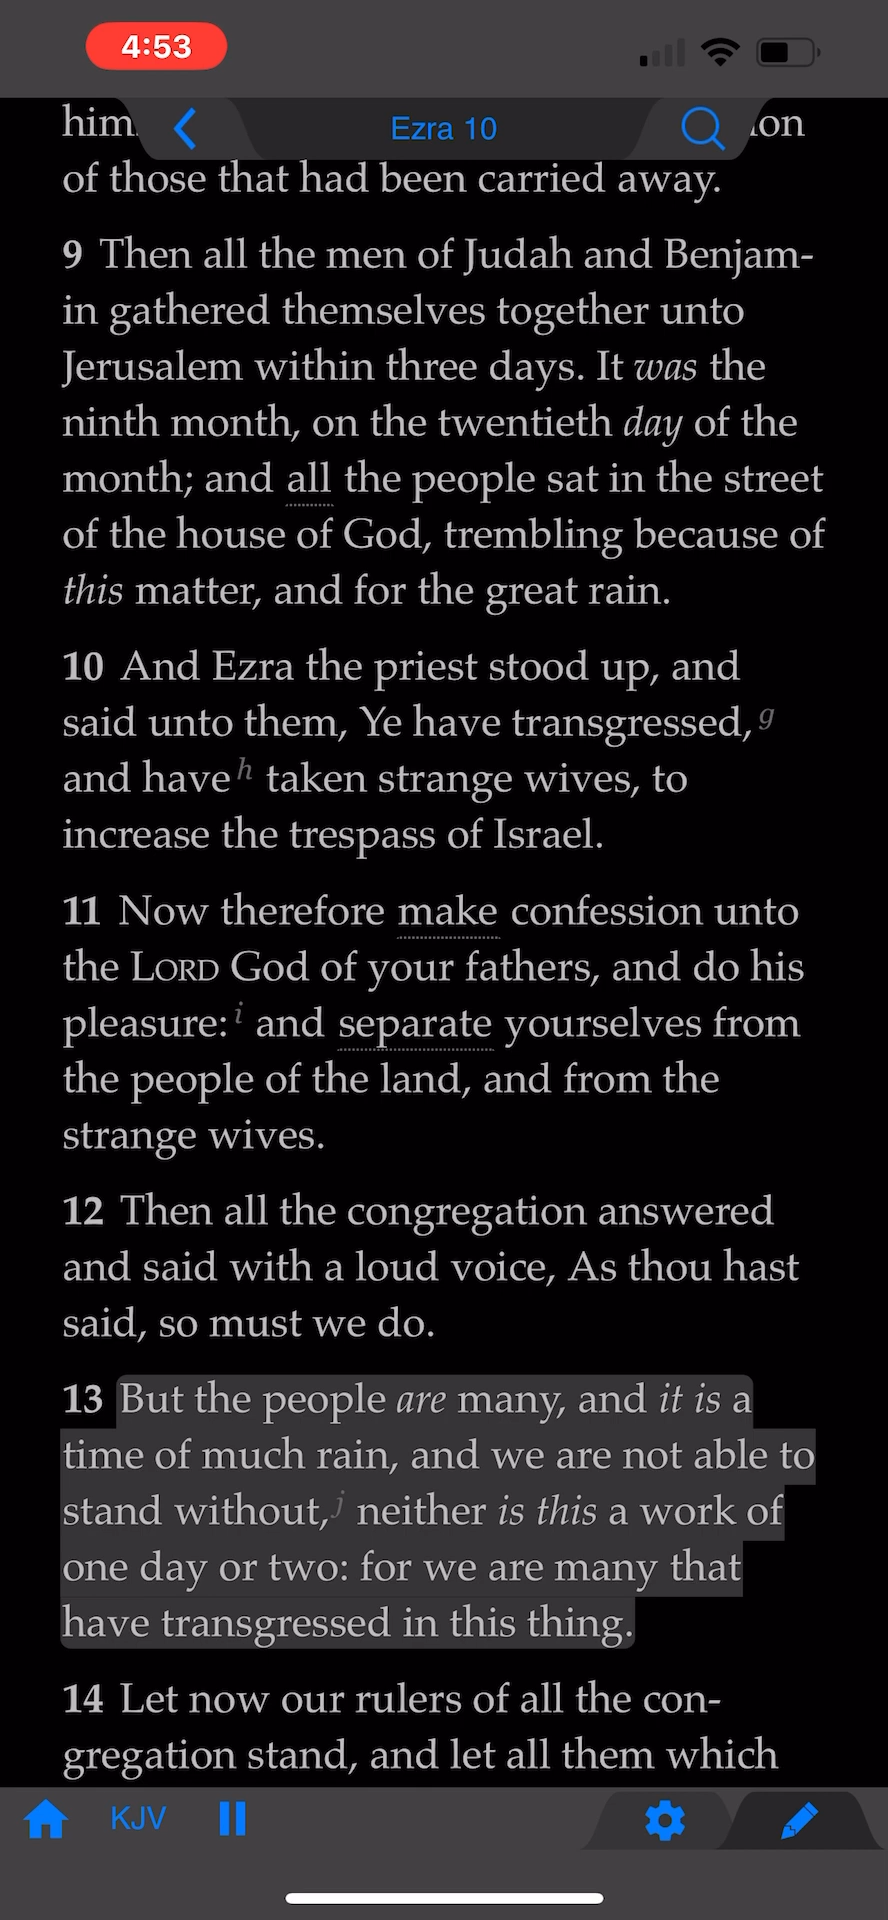 4:53
him
Ezra 10
of those that had been carried away.
9 Then all the men of Judah and Benjam-
in gathered themselves together unto
Jerusalem within three days. It was the
ninth month, on the twentieth day of the
month; and all the people sat in the street
of the house of God, trembling because of
this matter, and for the great rain.
10 And Ezra the priest stood up, and
said unto them, Ye have transgressed, g
and have h taken strange wives, to
increase the trespass of Israel.
11 Now therefore make confession unto
the LORD God of your fathers, and do his
pleasure: i and separate yourselves from
the people of the land, and from the
strange wives.
12 Then all the congregation answered
and said with a loud voice, As thou hast
said, so must we do.
13 But the people are many, and it is a
time of much rain, and we are not able to
stand without, j neither is this a work of
one day or two: for we are many that
have transgressed in this thing.
14 Let now our rulers of all the con-
gregation stand, and let all them which
KJV